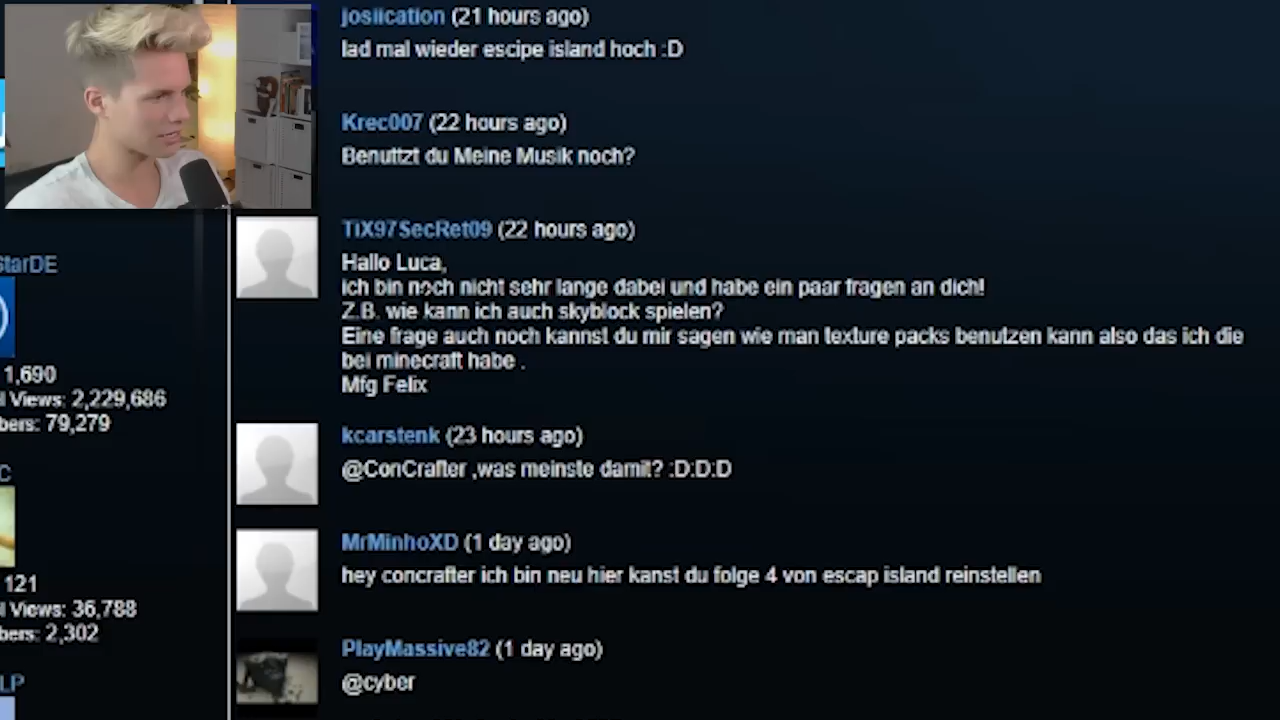 josiication (21 hours ago)
lad mal wieder escipe island hoch :D
Krec007 (22 hours ago)
Benuttzt du Meine Musik noch?
TiX97SecRet09 (22 hours ago)
Hallo Luca,
ich bin noch nicht sehr lange dabei und habe ein paar fragen an dich!
Z.B. wie kann ich auch skyblock spielen?
Eine frage auch noch kannst du mir sagen wie man texture packs benutzen kann also das ich die
bei minecraft habe .
Mfg Felix
kcarstenk (23 hours ago)
@ConCrafter ,was meinste damit? :D:D:D
MrMinhoXD (1 day ago)
hey concrafter ich bin neu hier kanst du folge 4 von escap island reinstellen
PlayMassive82 (1 day ago)
@cyber
StarDE
1,690
l Views: 2,229,686
bers: 79,279
C
121
l Views: 36,788
bers: 2,302
LP